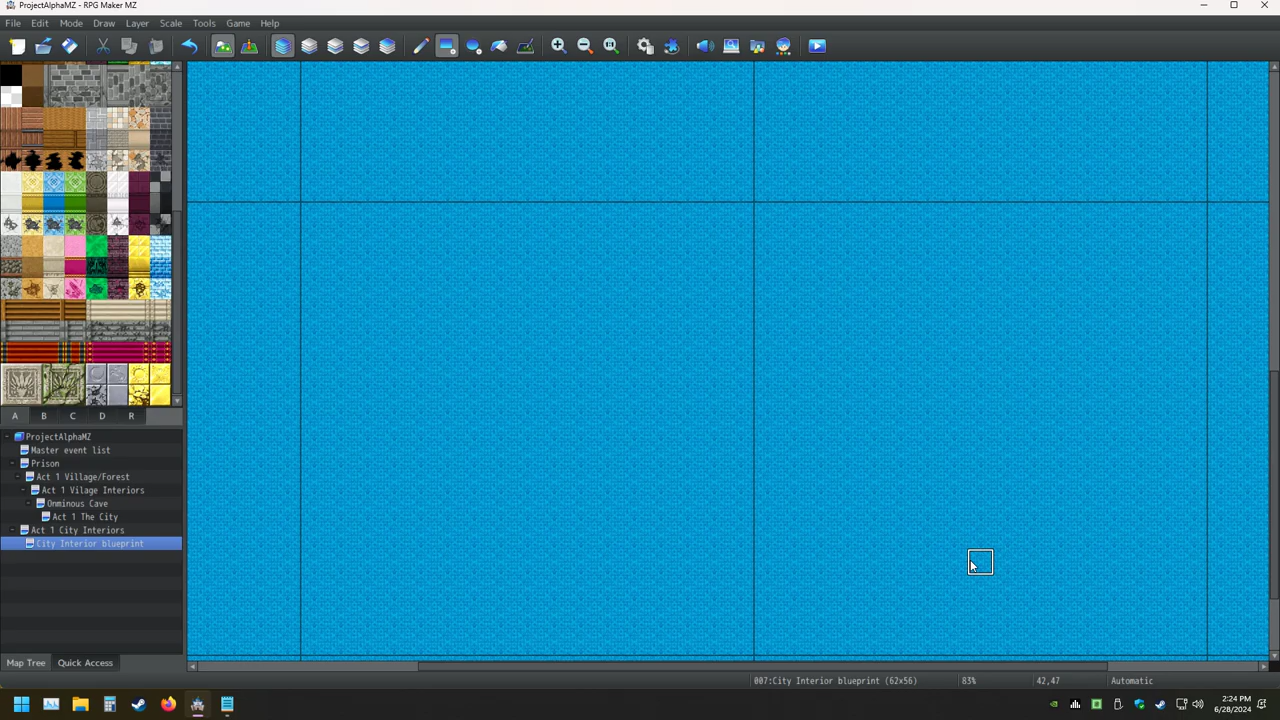 ProjectAlphaMZ - RPG Maker MZ
File Edit Mode Draw Layer Scale Tools Game Help
A B C D R
ProjectAlphaMZ
Master event list
Prison
Act 1 Village/Forest
Act 1 Vilage Interiors
Onminous Cave
Act 1 The City
Act 1 City Interiors
City Interior blueprint
Map Tree Quick Access
007:City Interior blueprint (62x56) 83% 42,47 Automatic
2:24 PM
6/28/2024